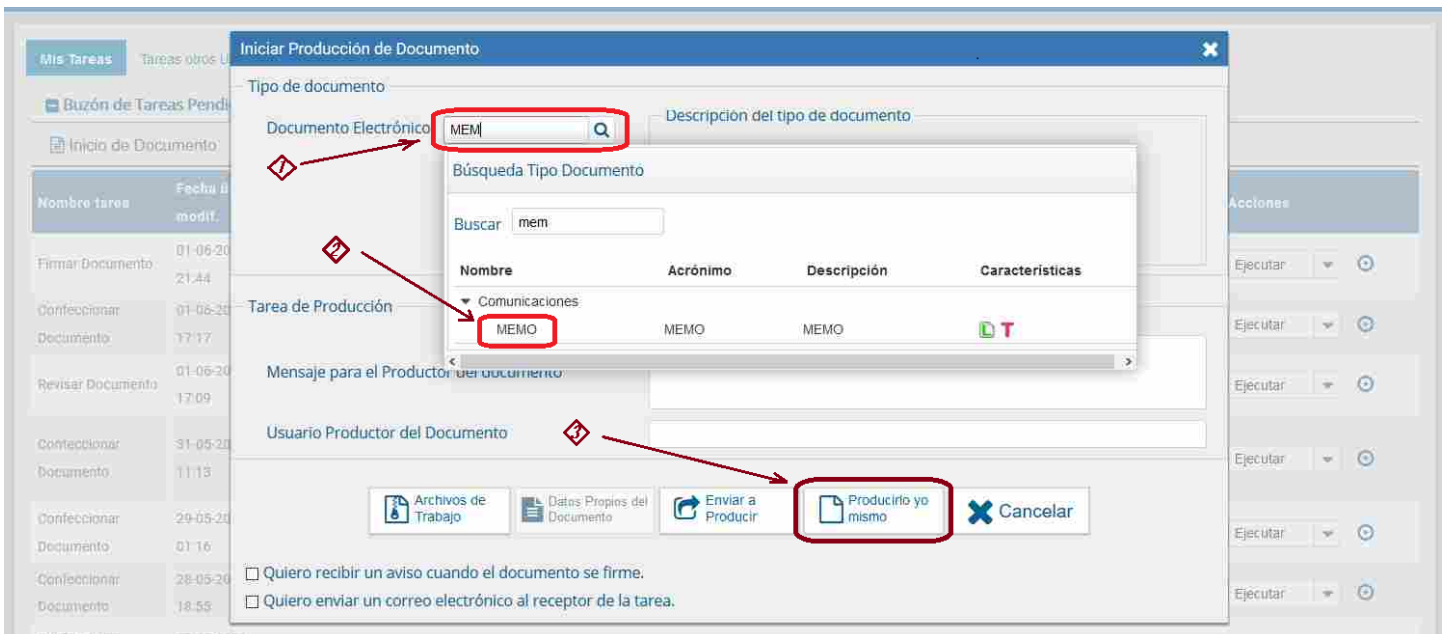 Iniciar Producción de Documento
Mis Tareas
Tareas otros U
Tipo de documento
Buzón de Tareas Pendi
Documento Electrónico
MEM
Descripción del tipo de documento
Inicio de Documento
1
Búsqueda Tipo Documento
Nombre tarea
Fecha
modif.
Acciones
Buscar
mem
2
Nombre Acrónimo Descripción Características
Firmar Documento
01-06-20
21:44
Ejecutar
Comunicaciones
MEMO MEMO MEMO L T
Tarea de Producción
Confeccionar
Documento
01-06-20
17:17
Ejecutar
Mensaje para el Productor del documento
Revisar Documento
01-06-20
17:09
Ejecutar
Usuario Productor del Documento
3
Confeccionar
Documento
31-05-20
11:13
Ejecutar
Archivos de
Trabajo
Datos Propios del
Documento
Enviar a
Producir
Producirlo yo
mismo
Cancelar
Confeccionar
Documento
29-05-20
01:16
Ejecutar
Quiero recibir un aviso cuando el documento se firme.
Confeccionar
Documento
28-05-20
18:55
Ejecutar
Quiero enviar un correo electrónico al receptor de la tarea.